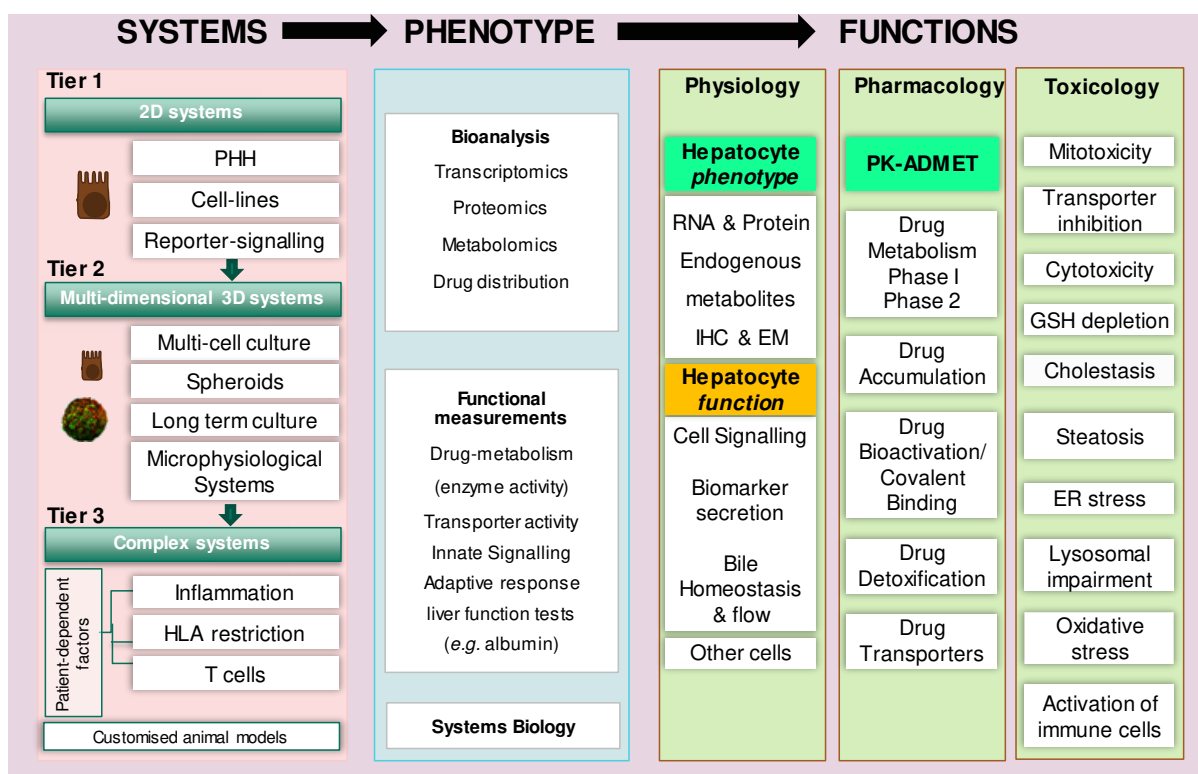 SYSTEMS
PHENOTYPE
FUNCTIONS
Tier 1
2D systems
PHH
Cell-lines
Reporter-signalling
Tier 2
Multi-dimensional 3D systems
Multi-cell culture
Spheroids
Long term culture
Microphysiological
Systems
Tier 3
Complex systems
Patient-dependent
factors
Inflammation
HLA restriction
T cells
Customised animal models
Bioanalysis
Transcriptomics
Proteomics
Metabolomics
Drug distribution
Functional
measurements
Drug-metabolism
(enzyme activity)
Transporter activity
Innate Signalling
Adaptive response
liver function tests
(e.g. albumin)
Systems Biology
Physiology
Hepatocyte
phenotype
RNA & Protein
Endogenous
metabolites
IHC & EM
Hepatocyte
function
Cell Signalling
Biomarker
secretion
Bile
Homeostasis
& flow
Other cells
Pharmacology
PK-ADMET
Drug
Metabolism
Phase I
Phase 2
Drug
Accumulation
Drug
Bioactivation/
Covalent
Binding
Drug
Detoxification
Drug
Transporters
Toxicology
Mitotoxicity
Transporter
inhibition
Cytotoxicity
GSH depletion
Cholestasis
Steatosis
ER stress
Lysosomal
impairment
Oxidative
stress
Activation of
immune cells